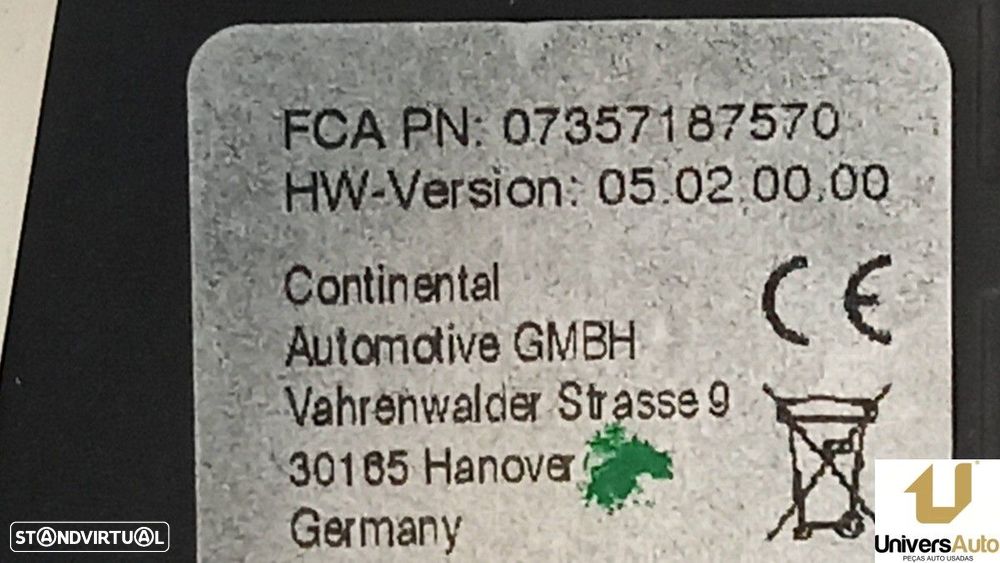 FCA PN: 07357187570
HW-Version: 05.02.00.00
Continental
Automotive GMBH
Vahrenwalder Strasse 9
30165 Hanover
Germany
CE
STANDVIRTUAL
UniversAuto
PEÇAS AUTO USADAS